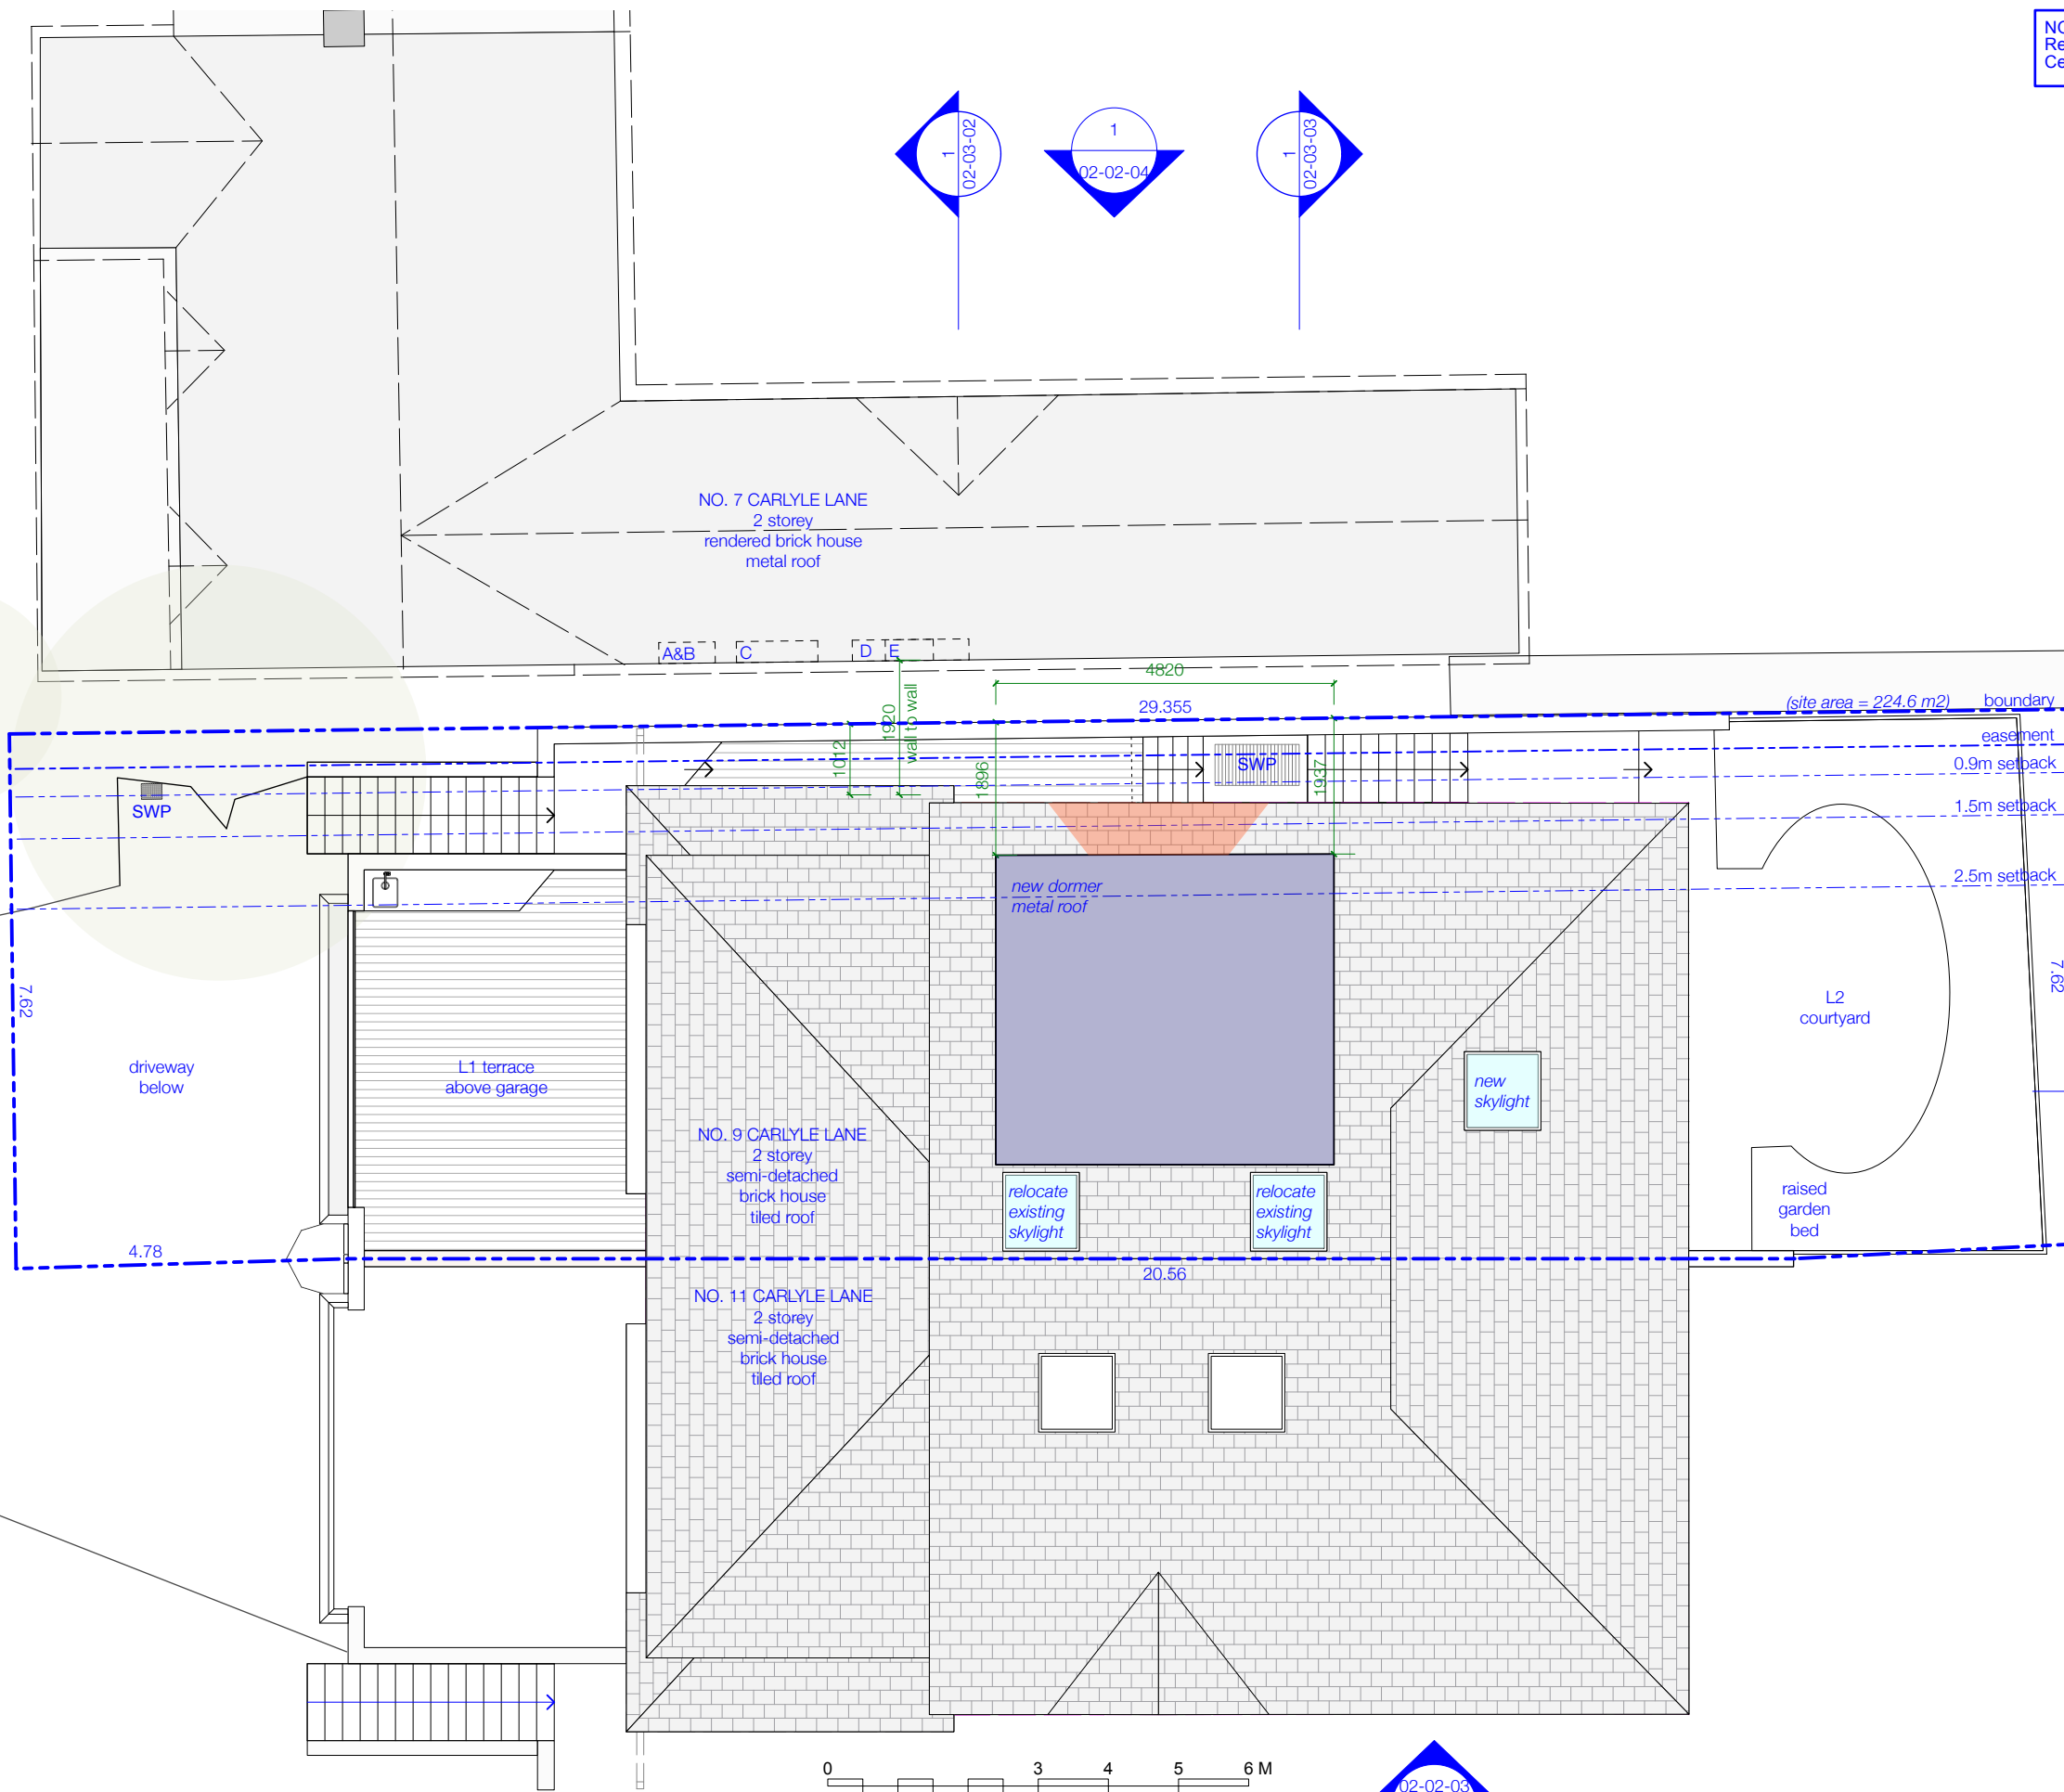 NO
Re
Ce
1
02-03-02
1
02-02-04
1
02-03-03
NO. 7 CARLYLE LANE
2 storey
rendered brick house
metal roof
A&B
C
D
E
4820
1920
wall to wall
29.355
(site area = 224.6 m2)
boundary
easement
0.9m setback
1.5m setback
2.5m setback
1012
1896
1937
SWP
SWP
new dormer
metal roof
7.62
7.62
L2
courtyard
driveway
below
L1 terrace
above garage
new
skylight
NO. 9 CARLYLE LANE
2 storey
semi-detached
brick house
tiled roof
relocate
existing
skylight
relocate
existing
skylight
raised
garden
bed
4.78
20.56
NO. 11 CARLYLE LANE
2 storey
semi-detached
brick house
tiled roof
0 3 4 5 6 M
02-02-03